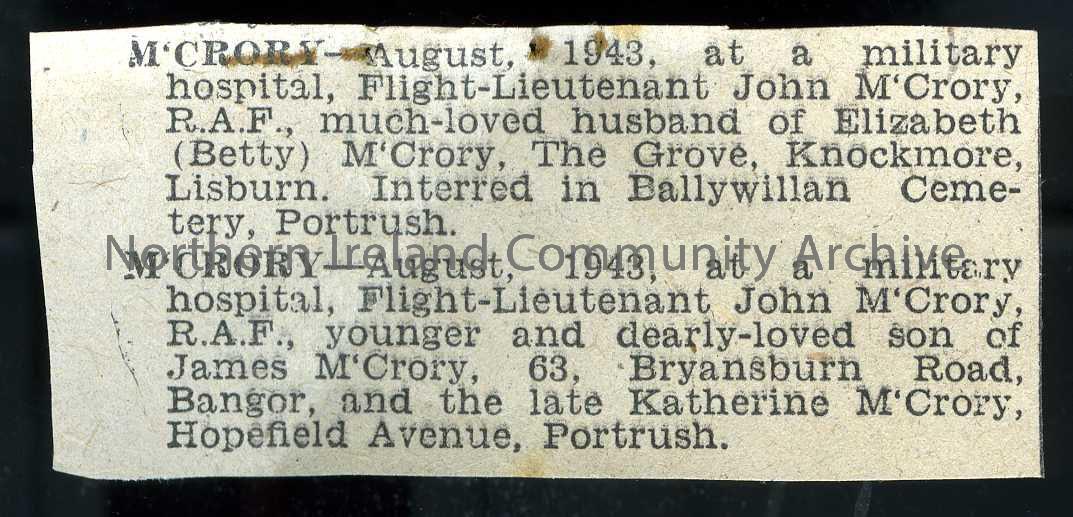 M'CRORY—August, 1943, at a military
hospital, Flight-Lieutenant John M'Crory,
R.A.F., much-loved husband of Elizabeth
(Betty) M'Crory, The Grove, Knockmore,
Lisburn. Interred in Ballywillan Ceme-
tery, Portrush.
Northern Ireland Community Archive
M'CRORY—August, 1943, at a military
hospital, Flight-Lieutenant John M'Crory,
R.A.F., younger and dearly-loved son of
James M'Crory, 63, Bryansburn Road,
Bangor, and the late Katherine M'Crory,
Hopefield Avenue, Portrush.